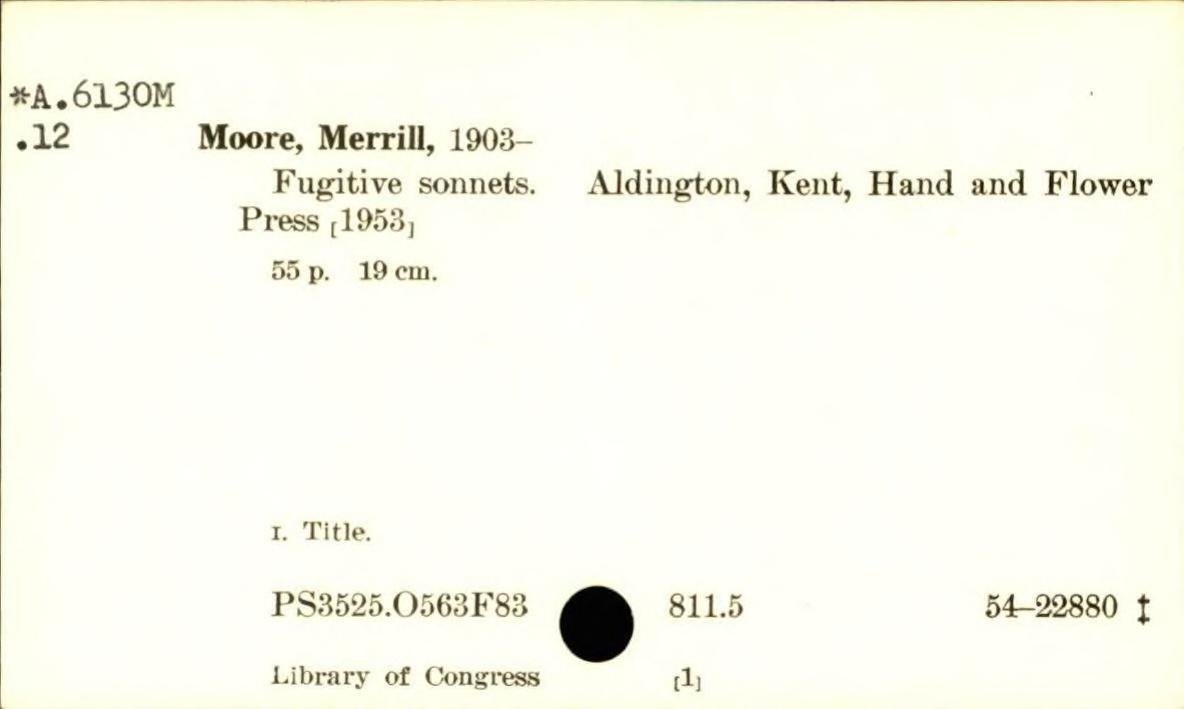 *A.6130M
.12 Moore, Merrill, 1903–
Fugitive sonnets. Aldington, Kent, Hand and Flower
Press [1953]
55 p. 19 cm.
I. Title.
PS3525.O563F83 811.5 54–22880 ‡
Library of Congress [1]